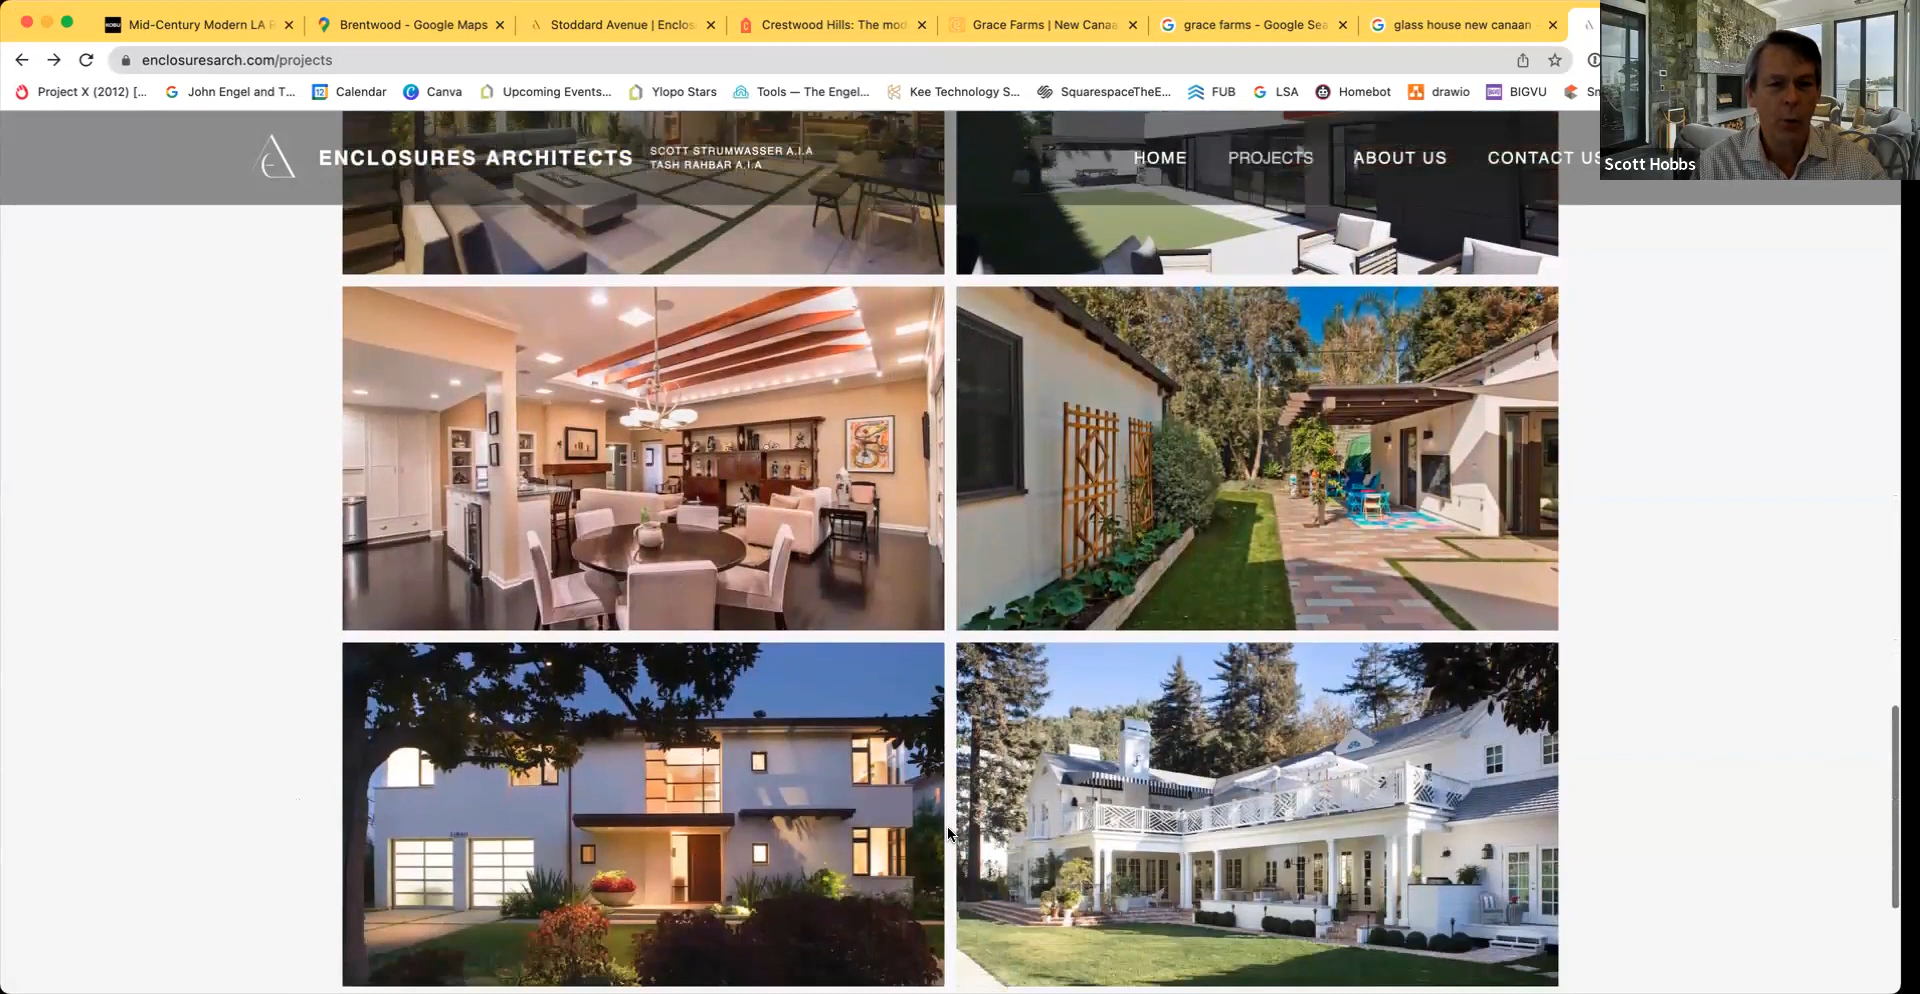 Mid-Century Modern LA E
Brentwood - Google Maps
Stoddard Avenue | Enclos
Crestwood Hills: The mod
Grace Farms | New Canaa
grace farms - Google Sea
glass house new canaan
enclosuresarch.com/projects
Project X (2012) [...
John Engel and T...
Calendar
Canva
Upcoming Events...
Ylopo Stars
Tools — The Engel...
Kee Technology S...
SquarespaceTheE...
FUB
LSA
Homebot
drawio
BIGVU
Sm
ENCLOSURES ARCHITECTS
SCOTT STRUMWASSER A.I.A
TASH RAHBAR A.I.A
HOME
PROJECTS
ABOUT US
CONTACT US
Scott Hobbs